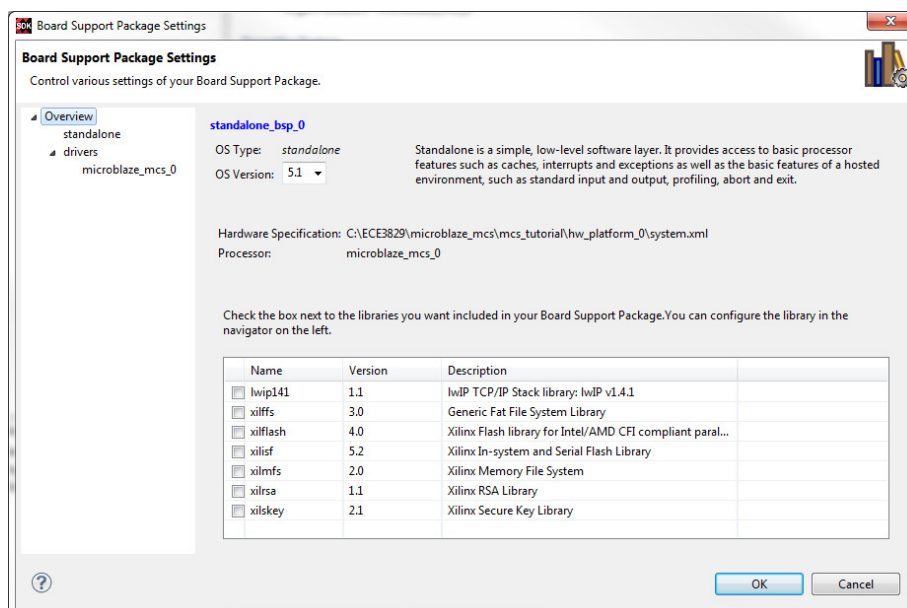 SDK Board Support Package Settings
Board Support Package Settings
Control various settings of your Board Support Package.
Overview
standalone
drivers
microblaze_mcs_0
standalone_bsp_0
OS Type: standalone
OS Version: 5.1
Standalone is a simple, low-level software layer. It provides access to basic processor
features such as caches, interrupts and exceptions as well as the basic features of a hosted
environment, such as standard input and output, profiling, abort and exit.
Hardware Specification: C:\ECE3829\microblaze_mcs\mcs_tutorial\hw_platform_0\system.xml
Processor: microblaze_mcs_0
Check the box next to the libraries you want included in your Board Support Package.You can configure the library in the
navigator on the left.
Name Version Description
lwip141 1.1 lwIP TCP/IP Stack library: lwIP v1.4.1
xilffs 3.0 Generic Fat File System Library
xilflash 4.0 Xilinx Flash library for Intel/AMD CFI compliant paral...
xilisf 5.2 Xilinx In-system and Serial Flash Library
xilmfs 2.0 Xilinx Memory File System
xilrsa 1.1 Xilinx RSA Library
xilskey 2.1 Xilinx Secure Key Library
?
OK Cancel